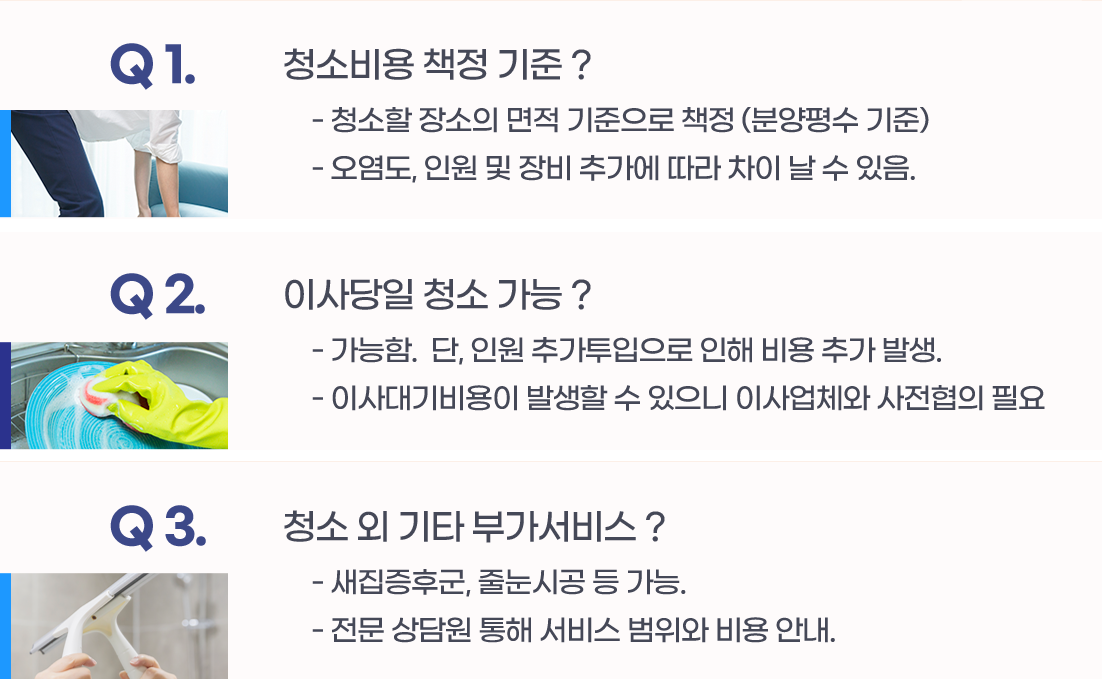 Q 1.
청소비용 책정 기준 ?
- 청소할 장소의 면적 기준으로 책정 (분양평수 기준)
- 오염도, 인원 및 장비 추가에 따라 차이 날 수 있음.
Q 2.
이사당일 청소 가능 ?
- 가능함. 단, 인원 추가투입으로 인해 비용 추가 발생.
- 이사대기비용이 발생할 수 있으니 이사업체와 사전협의 필요
Q 3.
청소 외 기타 부가서비스 ?
- 새집증후군, 줄눈시공 등 가능.
- 전문 상담원 통해 서비스 범위와 비용 안내.